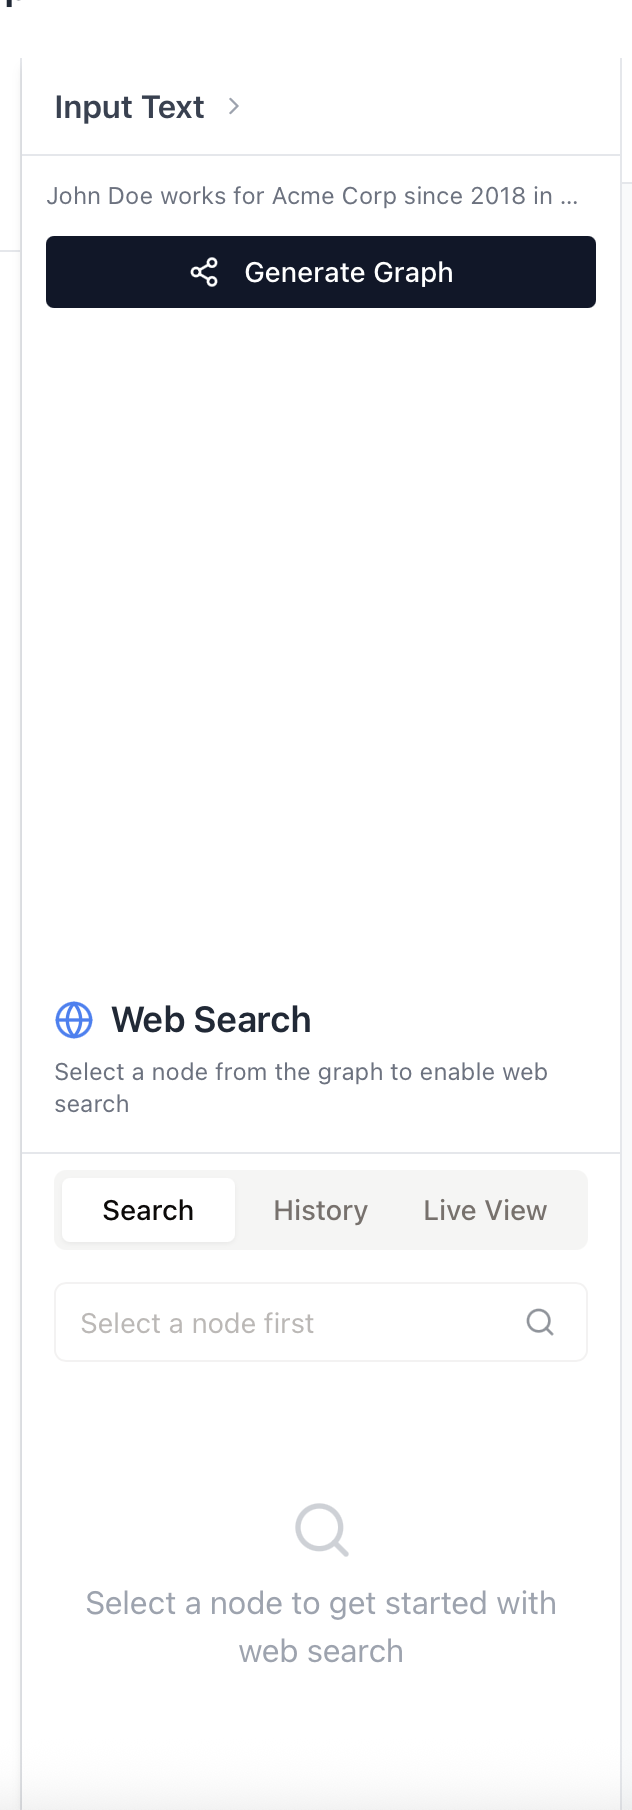 Input Text
John Doe works for Acme Corp since 2018 in ...
Generate Graph
Web Search
Select a node from the graph to enable web
search
Search
History
Live View
Select a node first
Select a node to get started with
web search